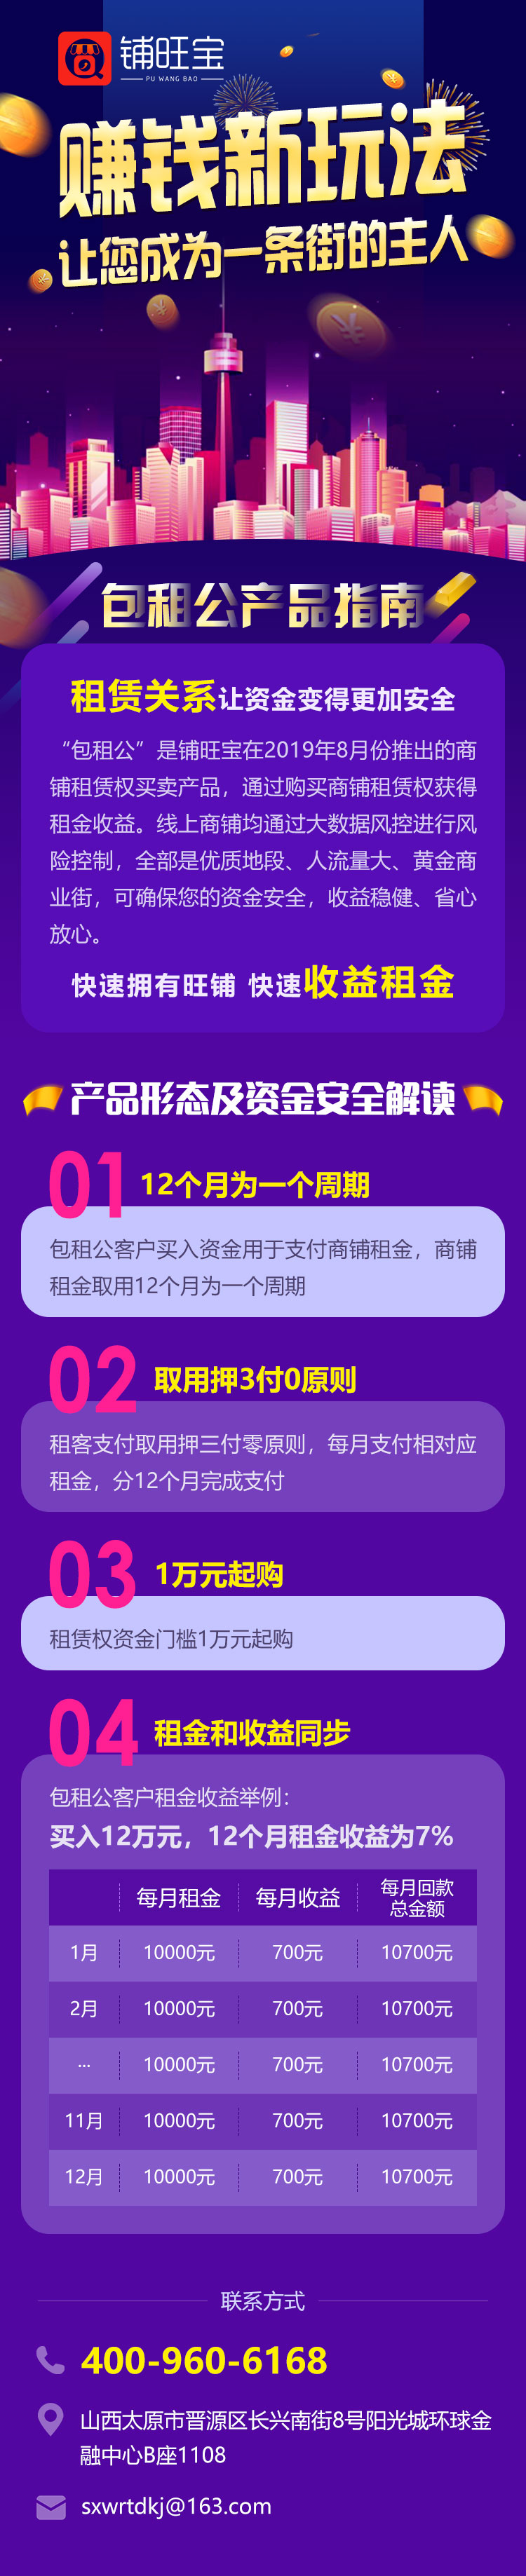 铺旺宝
PU WANG BAO
赚钱新玩法
让您成为一条街的主人
包租公产品指南
租赁关系让资金变得更加安全
“包租公”是铺旺宝在2019年8月份推出的商
铺租赁权买卖产品，通过购买商铺租赁权获得
租金收益。线上商铺均通过大数据风控进行风
险控制，全部是优质地段、人流量大、黄金商
业街，可确保您的资金安全，收益稳健、省心
放心。
快速拥有旺铺 快速收益租金
产品形态及资金安全解读
01 12个月为一个周期
包租公客户买入资金用于支付商铺租金，商铺
租金取用12个月为一个周期
02 取用押3付0原则
租客支付取用押三付零原则，每月支付相对应
租金，分12个月完成支付
03 1万元起购
租赁权资金门槛1万元起购
04 租金和收益同步
包租公客户租金收益举例：
买入12万元，12个月租金收益为7%
每月租金 每月收益 每月回款
总金额
1月 10000元 700元 10700元
2月 10000元 700元 10700元
... 10000元 700元 10700元
11月 10000元 700元 10700元
12月 10000元 700元 10700元
联系方式
400-960-6168
山西太原市晋源区长兴南街8号阳光城环球金
融中心B座1108
sxwrtdkj@163.com